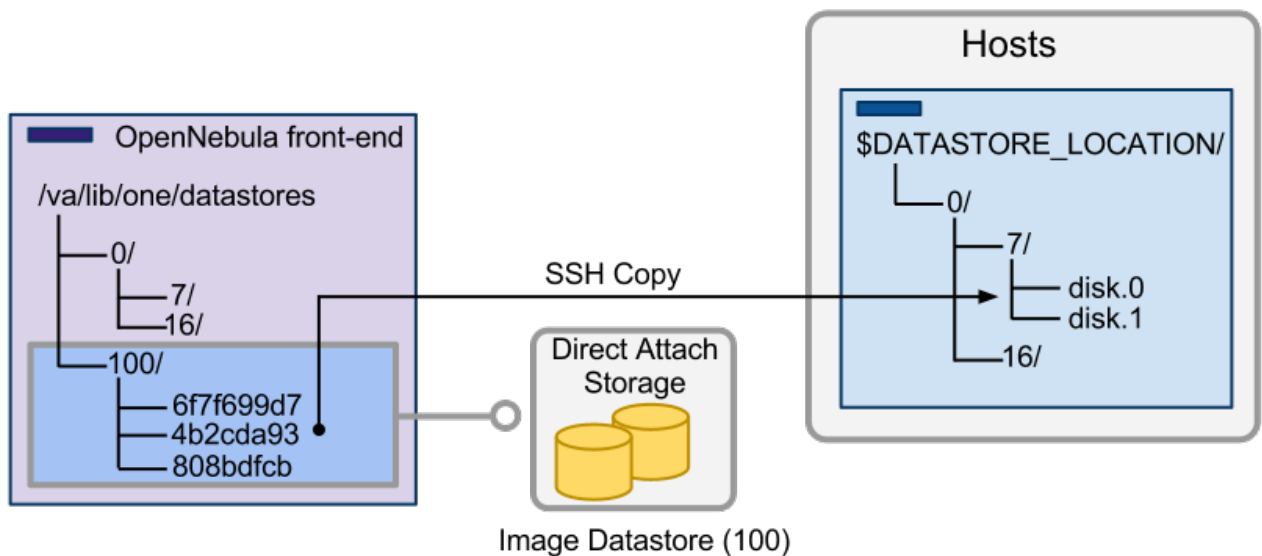 OpenNebula front-end
/va/lib/one/datastores
0/
7/
16/
100/
6f7f699d7
4b2cda93
808bdfcb
SSH Copy
Direct Attach
Storage
Image Datastore (100)
Hosts
$DATASTORE_LOCATION/
0/
7/
disk.0
disk.1
16/